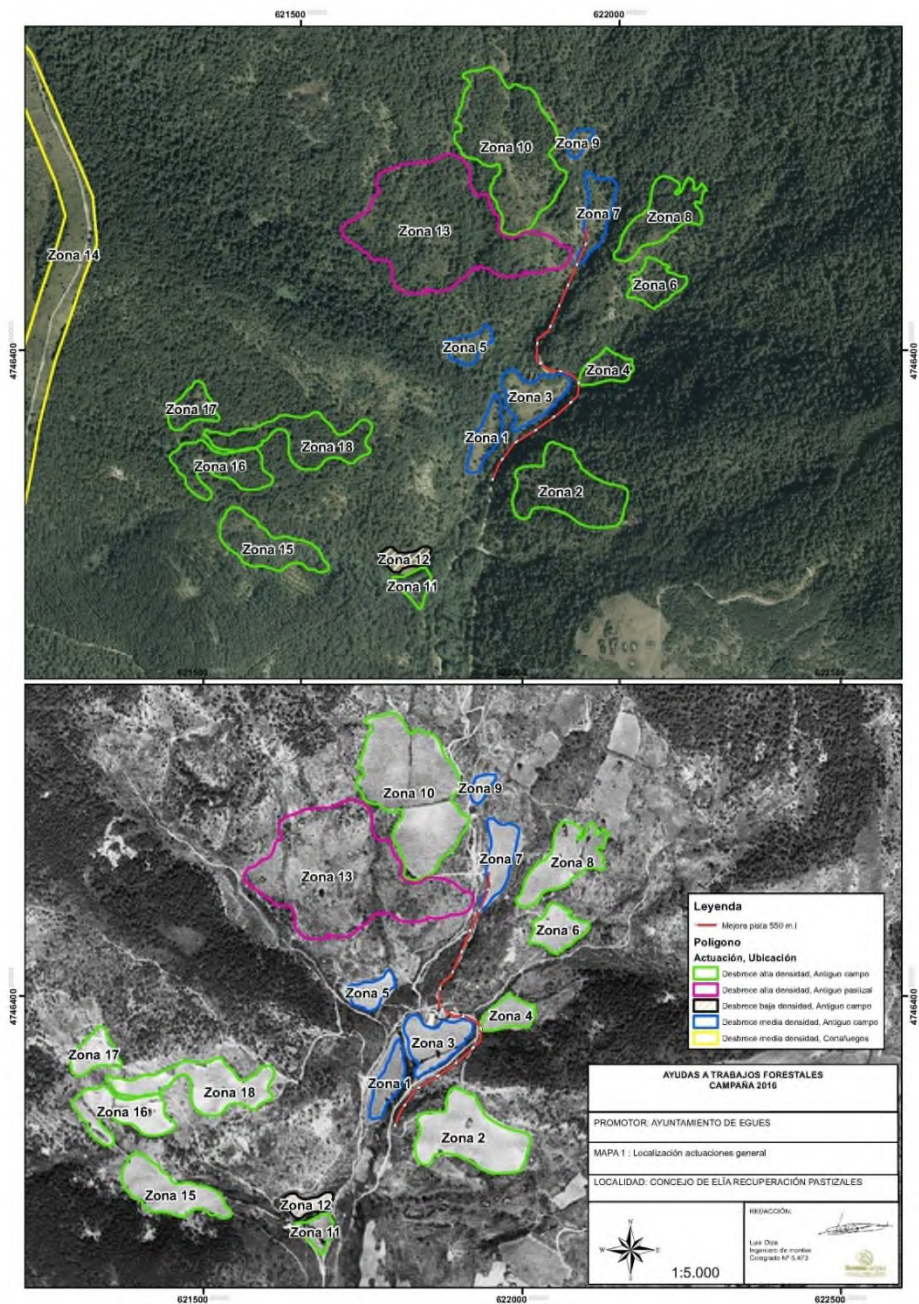 621500
622000
Zona 10
Zona 9
Zona 7
Zona 8
Zona 13
Zona 14
Zona 6
4746400
4746400
Zona 5
Zona 4
Zona 3
Zona 17
Zona 1
Zona 18
Zona 16
Zona 2
Zona 15
Zona 12
Zona 11
621500
622000
622500
Zona 9
Zona 10
Zona 7
Zona 8
Zona 13
Zona 6
Zona 5
4746400
4746400
Zona 4
Zona 3
Zona 17
Zona 1
Zona 18
Zona 16
Zona 2
Zona 15
Zona 12
Zona 11
Leyenda
Mejora pista 550 m.l
Polígono
Actuación, Ubicación
Desbroce alta densidad, Antiguo campo
Desbroce alta densidad, Antiguo pastizal
Desbroce baja densidad, Antiguo campo
Desbroce media densidad, Antiguo campo
Desbroce media densidad, Cortafuegos
AYUDAS A TRABAJOS FORESTALES
CAMPAÑA 2016
PROMOTOR: AYUNTAMIENTO DE EGUES
MAPA 1 : Localización actuaciones general
LOCALIDAD: CONCEJO DE ELÍA RECUPERACIÓN PASTIZALES
N
W E
S
1:5.000
REDACCIÓN:
Ingeniero de montes
621500
622000
622500